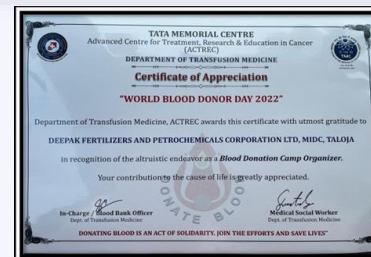 TATA MEMORIAL CENTRE
Advanced Centre for Treatment, Research & Education in Cancer
(ACTREC)
DEPARTMENT OF TRANSFUSION MEDICINE
Certificate of Appreciation
"WORLD BLOOD DONOR DAY 2022"
Department of Transfusion Medicine, ACTREC awards this certificate with utmost gratitude to
DEEPAK FERTILIZERS AND PETROCHEMICALS CORPORATION LTD, MIDC, TALOJA
in recognition of the altruistic endeavor as a Blood Donation Camp Organizer.
Your contribution to the cause of life is greatly appreciated.
ONATE BLOO
In-Charge / Blood Bank Officer
Dept. of Transfusion Medicine
Medical Social Worker
Dept. of Transfusion Medicine
DONATING BLOOD IS AN ACT OF SOLIDARITY. JOIN THE EFFORTS AND SAVE LIVES"